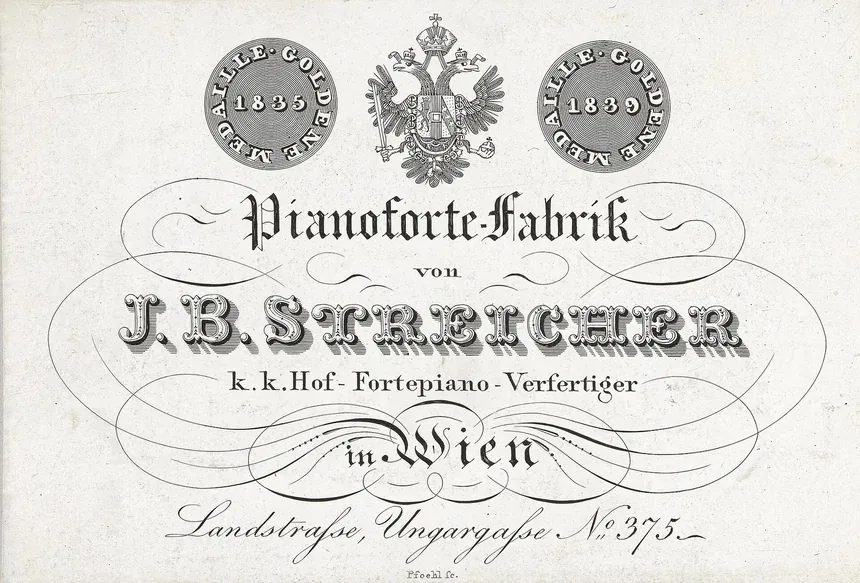 GOLDENE MEDAILLE · 1835
GOLDENE MEDAILLE · 1839
Pianoforte-Fabrik
von
J. B. STREICHER
k. k. Hof-Fortepiano-Verfertiger
in Wien
Landstraſse, Ungargaſse No 375.
Pfoehl sc.